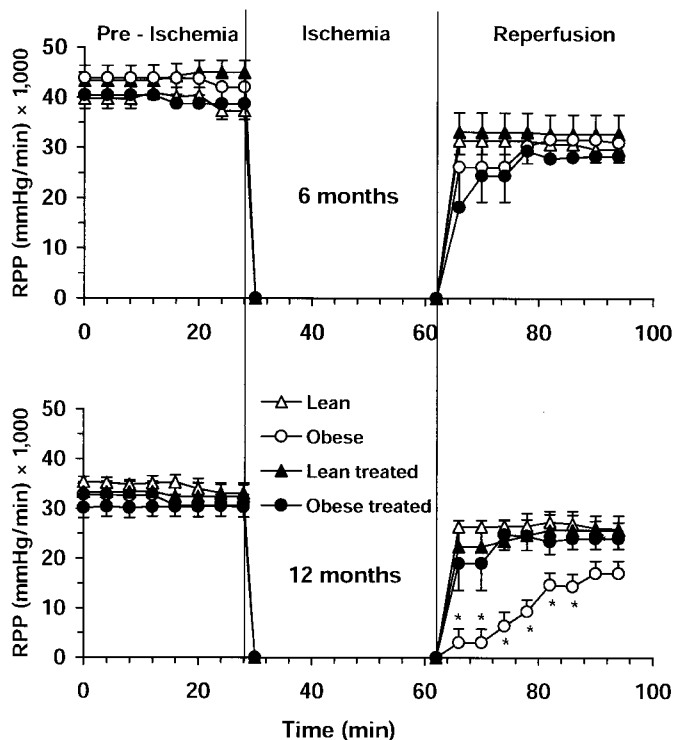 Pre - Ischemia Ischemia Reperfusion
RPP (mmHg/min) × 1,000
50
40
30
20
10
0
6 months
0 20 40 60 80 100
RPP (mmHg/min) × 1,000
50
40
30
20
10
0
Lean
Obese
Lean treated
Obese treated
12 months
* * * * * *
0 20 40 60 80 100
Time (min)